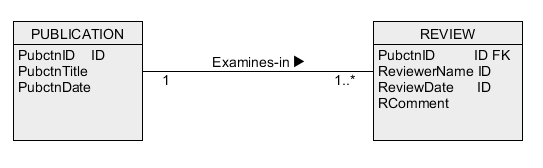 PUBLICATION
PubctnID ID
PubctnTitle
PubctnDate
Examines-in ▶
1
1..*
REVIEW
PubctnID ID FK
ReviewerName ID
ReviewDate ID
RComment